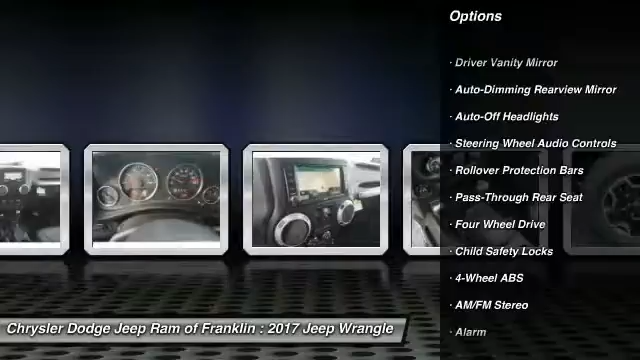 Options
· Driver Vanity Mirror
· Auto-Dimming Rearview Mirror
· Auto-Off Headlights
· Steering Wheel Audio Controls
· Rollover Protection Bars
· Pass-Through Rear Seat
· Four Wheel Drive
· Child Safety Locks
· 4-Wheel ABS
· AM/FM Stereo
· Alarm
Chrysler Dodge Jeep Ram of Franklin : 2017 Jeep Wrangle